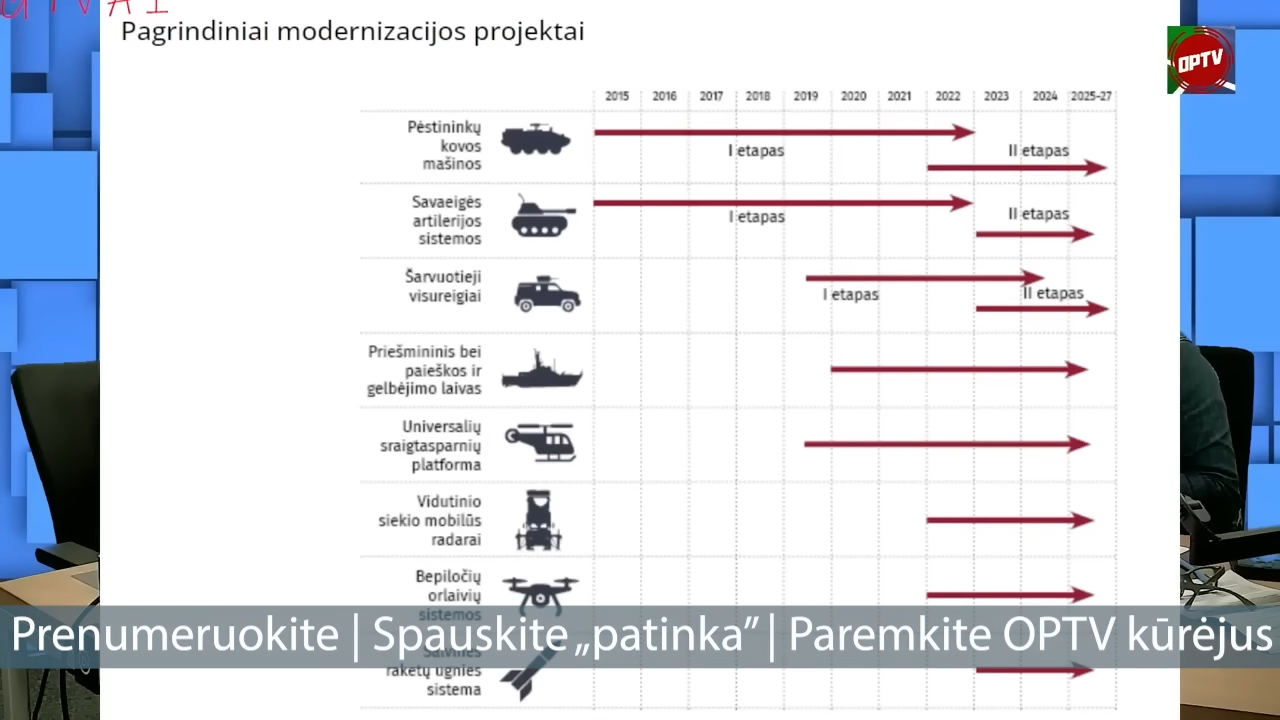 Pagrindiniai modernizacijos projektai
OPTV
2015 2016 2017 2018 2019 2020 2021 2022 2023 2024 2025-27
Pėstininkų
kovos
mašinos
I etapas
II etapas
Savaeigės
artilerijos
sistemos
I etapas
II etapas
Šarvuotieji
visureigiai
I etapas
II etapas
Priešmininis bei
paieškos ir
gelbėjimo laivas
Universalių
sraigtasparnių
platforma
Vidutinio
siekio mobilūs
radarai
Bepiločių
orlaivių
sistemos
Prenumeruokite | Spauskite „patinka” | Paremkite OPTV kūrėjus
raketų ugnies
sistema